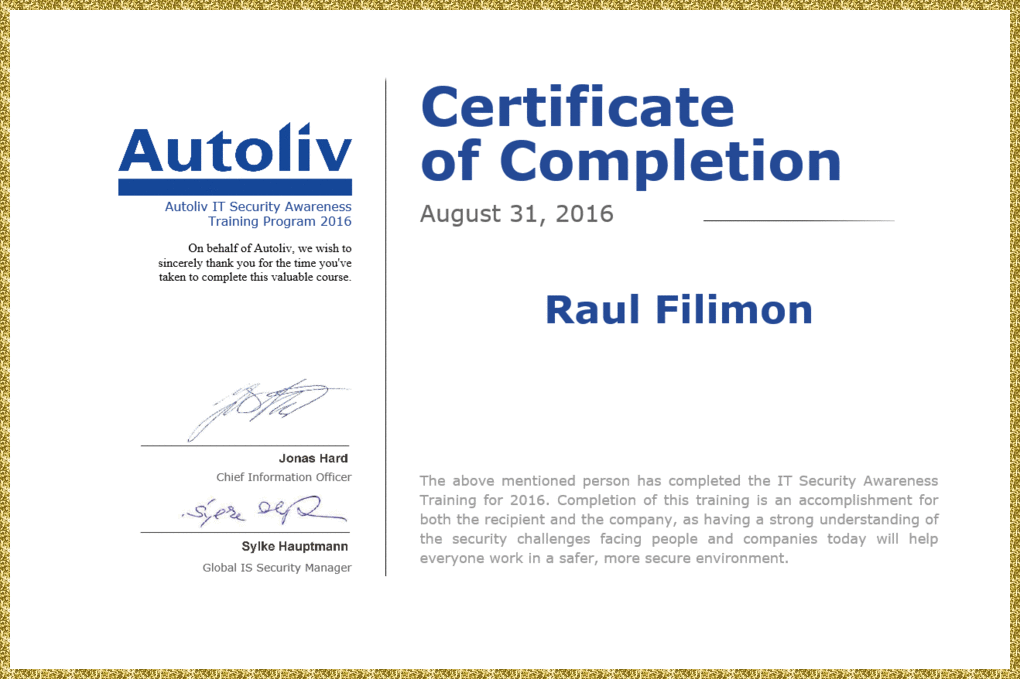 Autoliv
Autoliv IT Security Awareness
Training Program 2016
On behalf of Autoliv, we wish to
sincerely thank you for the time you've
taken to complete this valuable course.
Jonas Hard
Chief Information Officer
Sylke Hauptmann
Global IS Security Manager
Certificate
of Completion
August 31, 2016
Raul Filimon
The above mentioned person has completed the IT Security Awareness
Training for 2016. Completion of this training is an accomplishment for
both the recipient and the company, as having a strong understanding of
the security challenges facing people and companies today will help
everyone work in a safer, more secure environment.